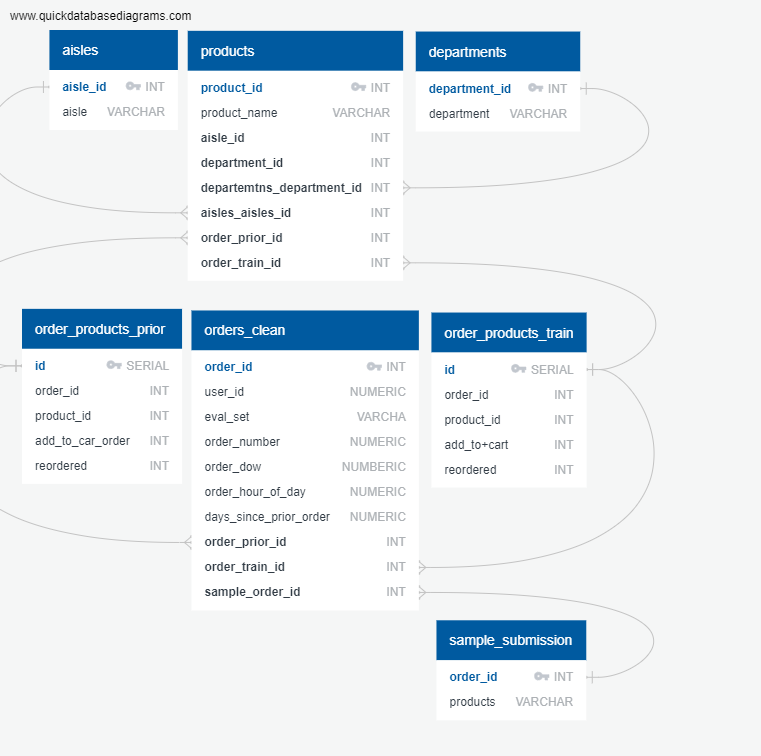 www.quickdatabasediagrams.com
aisles
aisle_id INT
aisle VARCHAR
products
product_id INT
product_name VARCHAR
aisle_id INT
department_id INT
departemtns_department_id INT
aisles_aisles_id INT
order_prior_id INT
order_train_id INT
departments
department_id INT
department VARCHAR
order_products_prior
id SERIAL
order_id INT
product_id INT
add_to_car_order INT
reordered INT
orders_clean
order_id INT
user_id NUMERIC
eval_set VARCHA
order_number NUMERIC
order_dow NUMBERIC
order_hour_of_day NUMERIC
days_since_prior_order NUMERIC
order_prior_id INT
order_train_id INT
sample_order_id INT
order_products_train
id SERIAL
order_id INT
product_id INT
add_to+cart INT
reordered INT
sample_submission
order_id INT
products VARCHAR